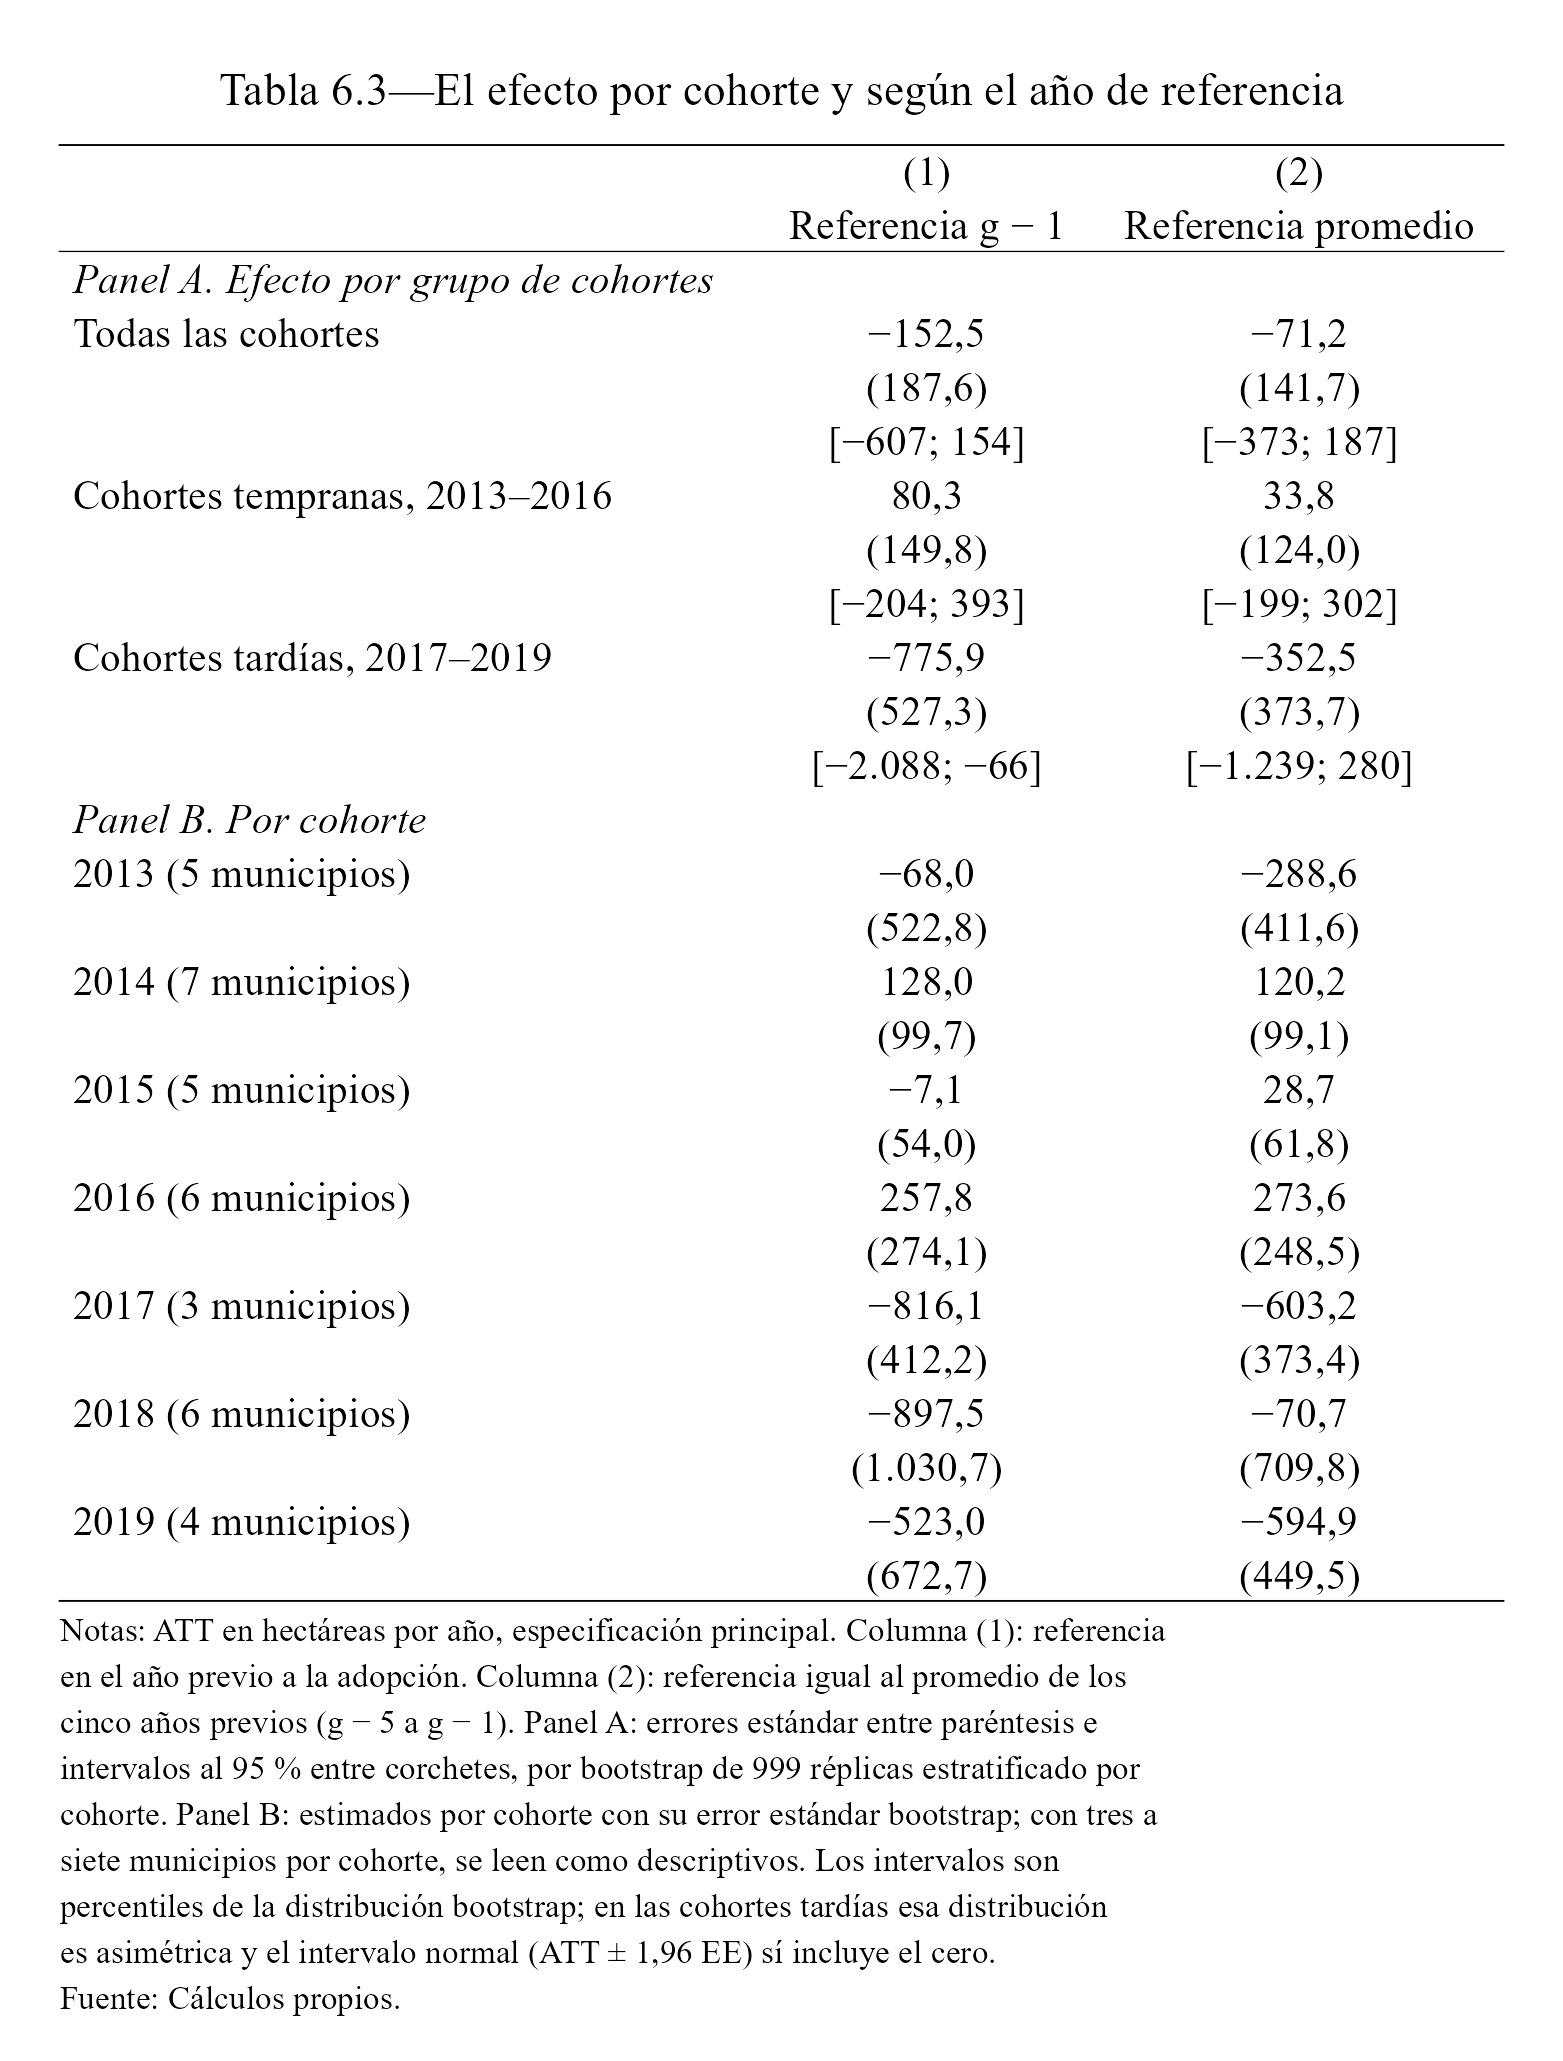 Tabla 6.3—El efecto por cohorte y según el año de referencia
(1) (2)
Referencia g − 1 Referencia promedio
Panel A. Efecto por grupo de cohortes
Todas las cohortes −152,5 −71,2
(187,6) (141,7)
[−607; 154] [−373; 187]
Cohortes tempranas, 2013–2016 80,3 33,8
(149,8) (124,0)
[−204; 393] [−199; 302]
Cohortes tardías, 2017–2019 −775,9 −352,5
(527,3) (373,7)
[−2.088; −66] [−1.239; 280]
Panel B. Por cohorte
2013 (5 municipios) −68,0 −288,6
(522,8) (411,6)
2014 (7 municipios) 128,0 120,2
(99,7) (99,1)
2015 (5 municipios) −7,1 28,7
(54,0) (61,8)
2016 (6 municipios) 257,8 273,6
(274,1) (248,5)
2017 (3 municipios) −816,1 −603,2
(412,2) (373,4)
2018 (6 municipios) −897,5 −70,7
(1.030,7) (709,8)
2019 (4 municipios) −523,0 −594,9
(672,7) (449,5)
Notas: ATT en hectáreas por año, especificación principal. Columna (1): referencia
en el año previo a la adopción. Columna (2): referencia igual al promedio de los
cinco años previos (g − 5 a g − 1). Panel A: errores estándar entre paréntesis e
intervalos al 95 % entre corchetes, por bootstrap de 999 réplicas estratificado por
cohorte. Panel B: estimados por cohorte con su error estándar bootstrap; con tres a
siete municipios por cohorte, se leen como descriptivos. Los intervalos son
percentiles de la distribución bootstrap; en las cohortes tardías esa distribución
es asimétrica y el intervalo normal (ATT ± 1,96 EE) sí incluye el cero.
Fuente: Cálculos propios.